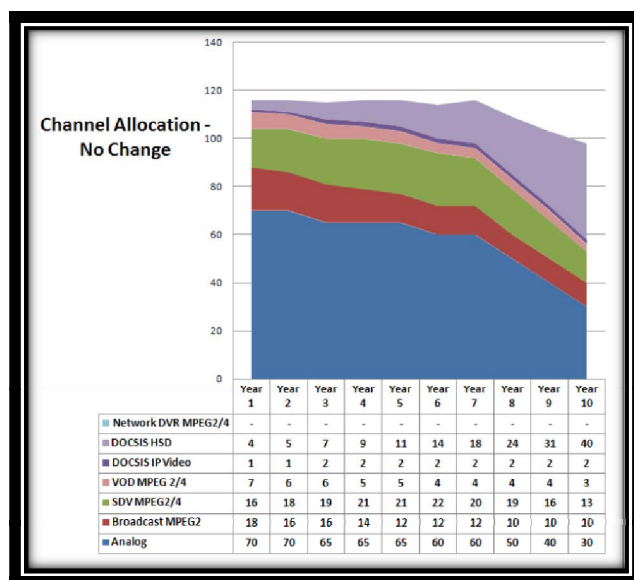 Channel Allocation -
No Change
140
120
100
80
60
40
20
0
Year 1 Year 2 Year 3 Year 4 Year 5 Year 6 Year 7 Year 8 Year 9 Year 10
Network DVR MPEG2/4 - - - - - - - - - -
DOCSIS HSD 4 5 7 9 11 14 18 24 31 40
DOCSIS IP Video 1 1 2 2 2 2 2 2 2 2
VOD MPEG 2/4 7 6 6 5 5 4 4 4 4 3
SDV MPEG2/4 16 18 19 21 21 22 20 19 16 13
Broadcast MPEG2 18 16 16 14 12 12 12 10 10 10
Analog 70 70 65 65 65 60 60 50 40 30